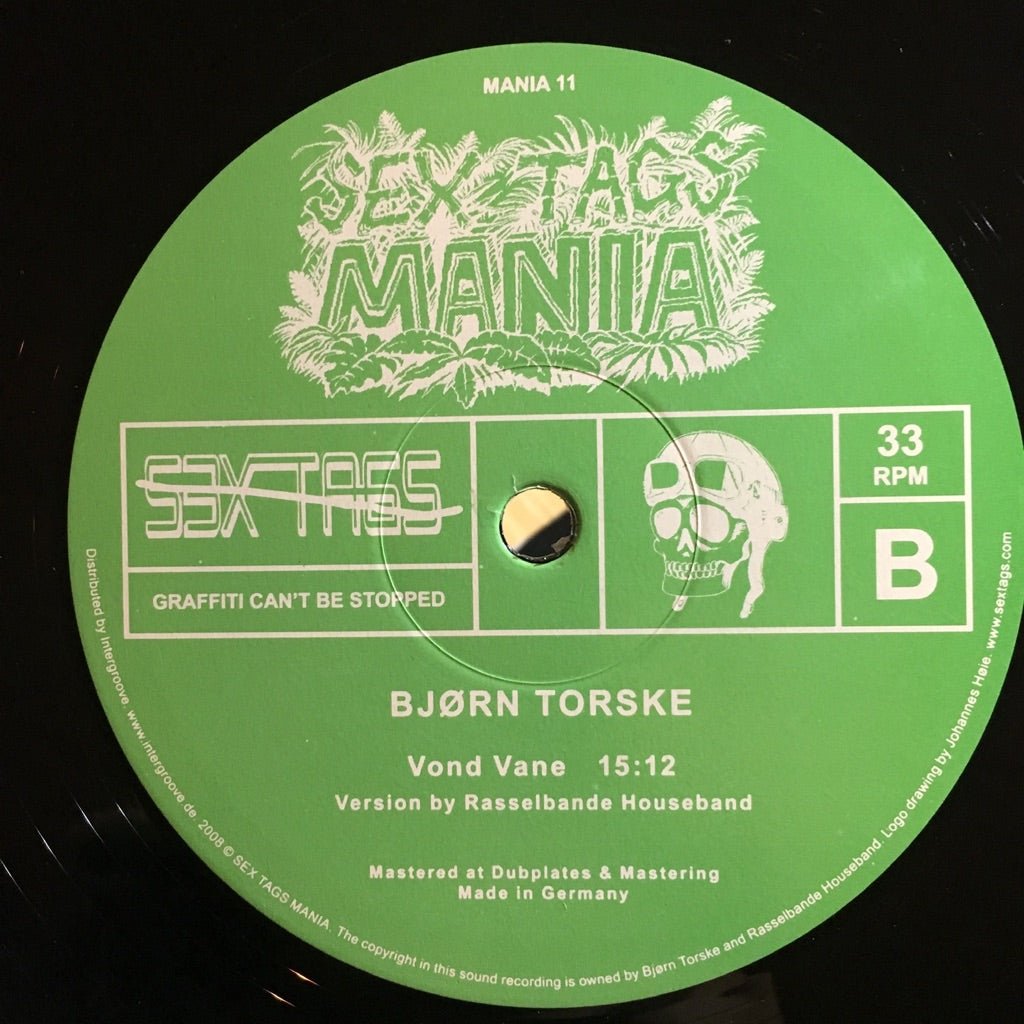 MANIA 11
SEX TAGS
MANIA
SEX TAGS
GRAFFITI CAN'T BE STOPPED
33
RPM
B
BJØRN TORSKE
Vond Vane 15:12
Version by Rasselbande Houseband
Mastered at Dubplates & Mastering
Made in Germany
Distributed by Intergroove. www.intergroove.de. 2008 © SEX TAGS MANIA. The copyright in this sound recording is owned by Bjørn Torske and Rasselbande Houseband. Logo drawing by Johannes Høie. www.sextags.com